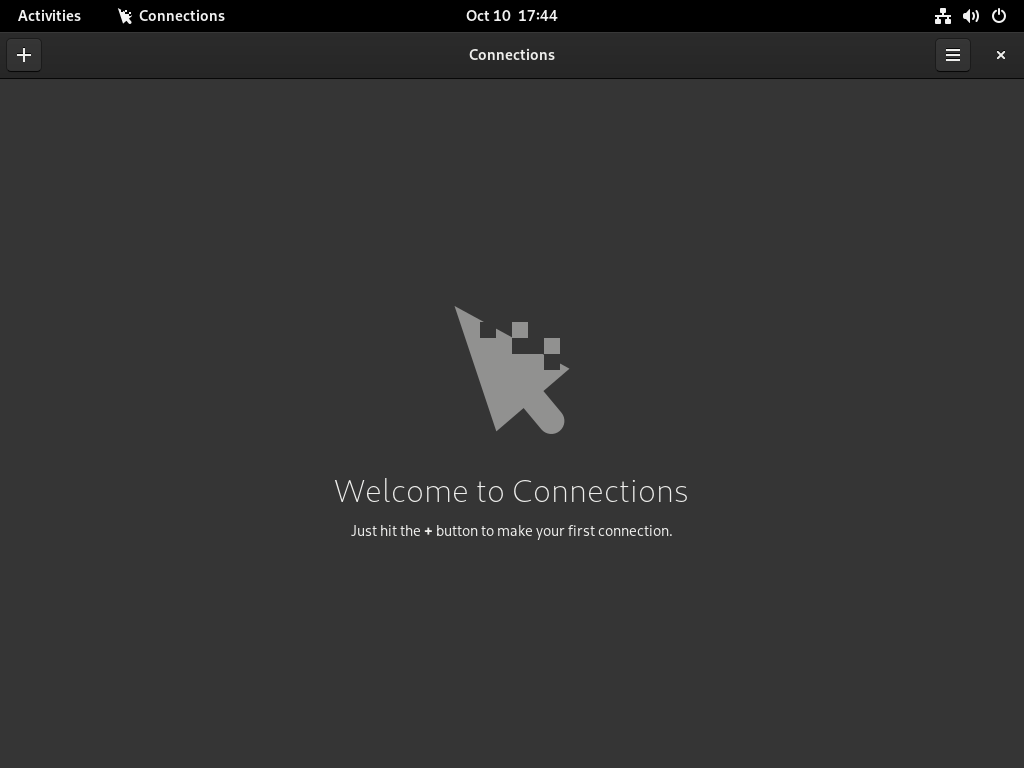 Activities Connections Oct 10 17:44
Connections
Welcome to Connections
Just hit the + button to make your first connection.